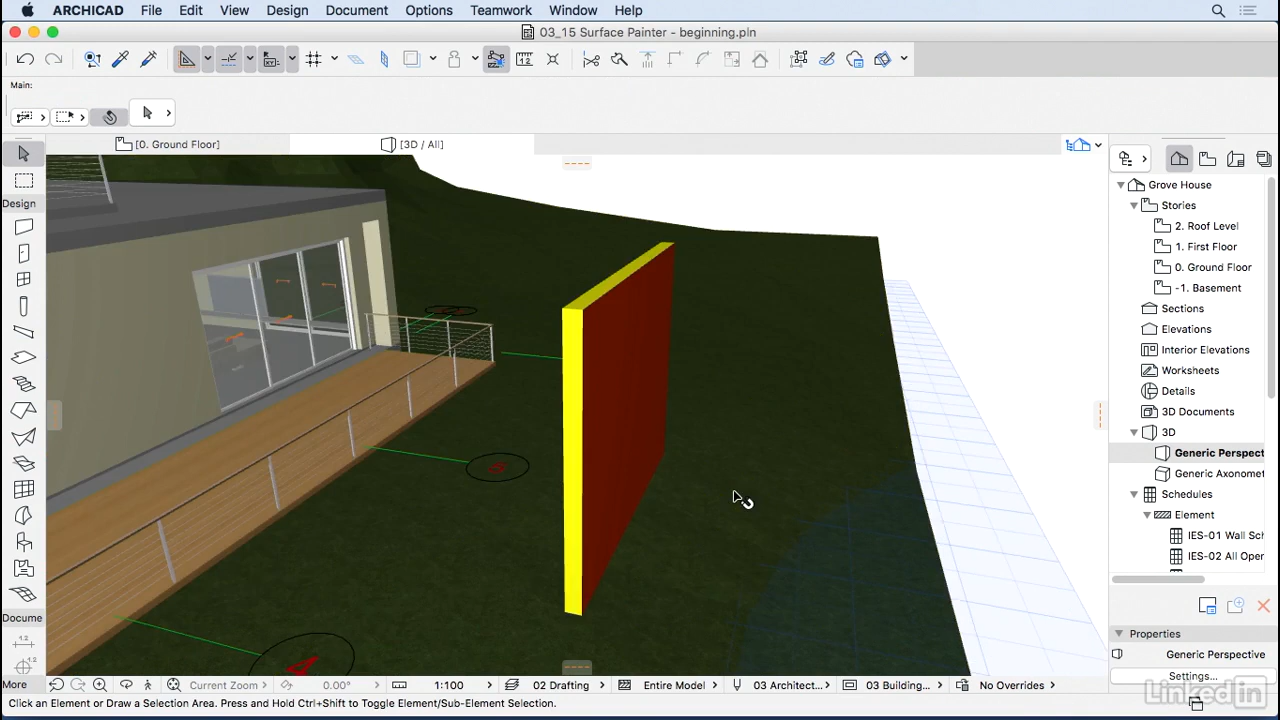 ARCHICAD File Edit View Design Document Options Teamwork Window Help
03_15 Surface Painter - beginning.pln
Main:
[0. Ground Floor]
[3D / All]
Design
Docume
More
Grove House
Stories
2. Roof Level
1. First Floor
0. Ground Floor
-1. Basement
Sections
Elevations
Interior Elevations
Worksheets
Details
3D Documents
3D
Generic Perspect
Generic Axonomet
Schedules
Element
IES-01 Wall Sch
IES-02 All Open
Properties
Generic Perspective
Settings...
Current Zoom
0.00°
1:100
02 Drafting
Entire Model
03 Architect...
03 Building...
No Overrides
Click an Element or Draw a Selection Area. Press and Hold Ctrl+Shift to Toggle Element/Sub-Element Selection.
LinkedIn